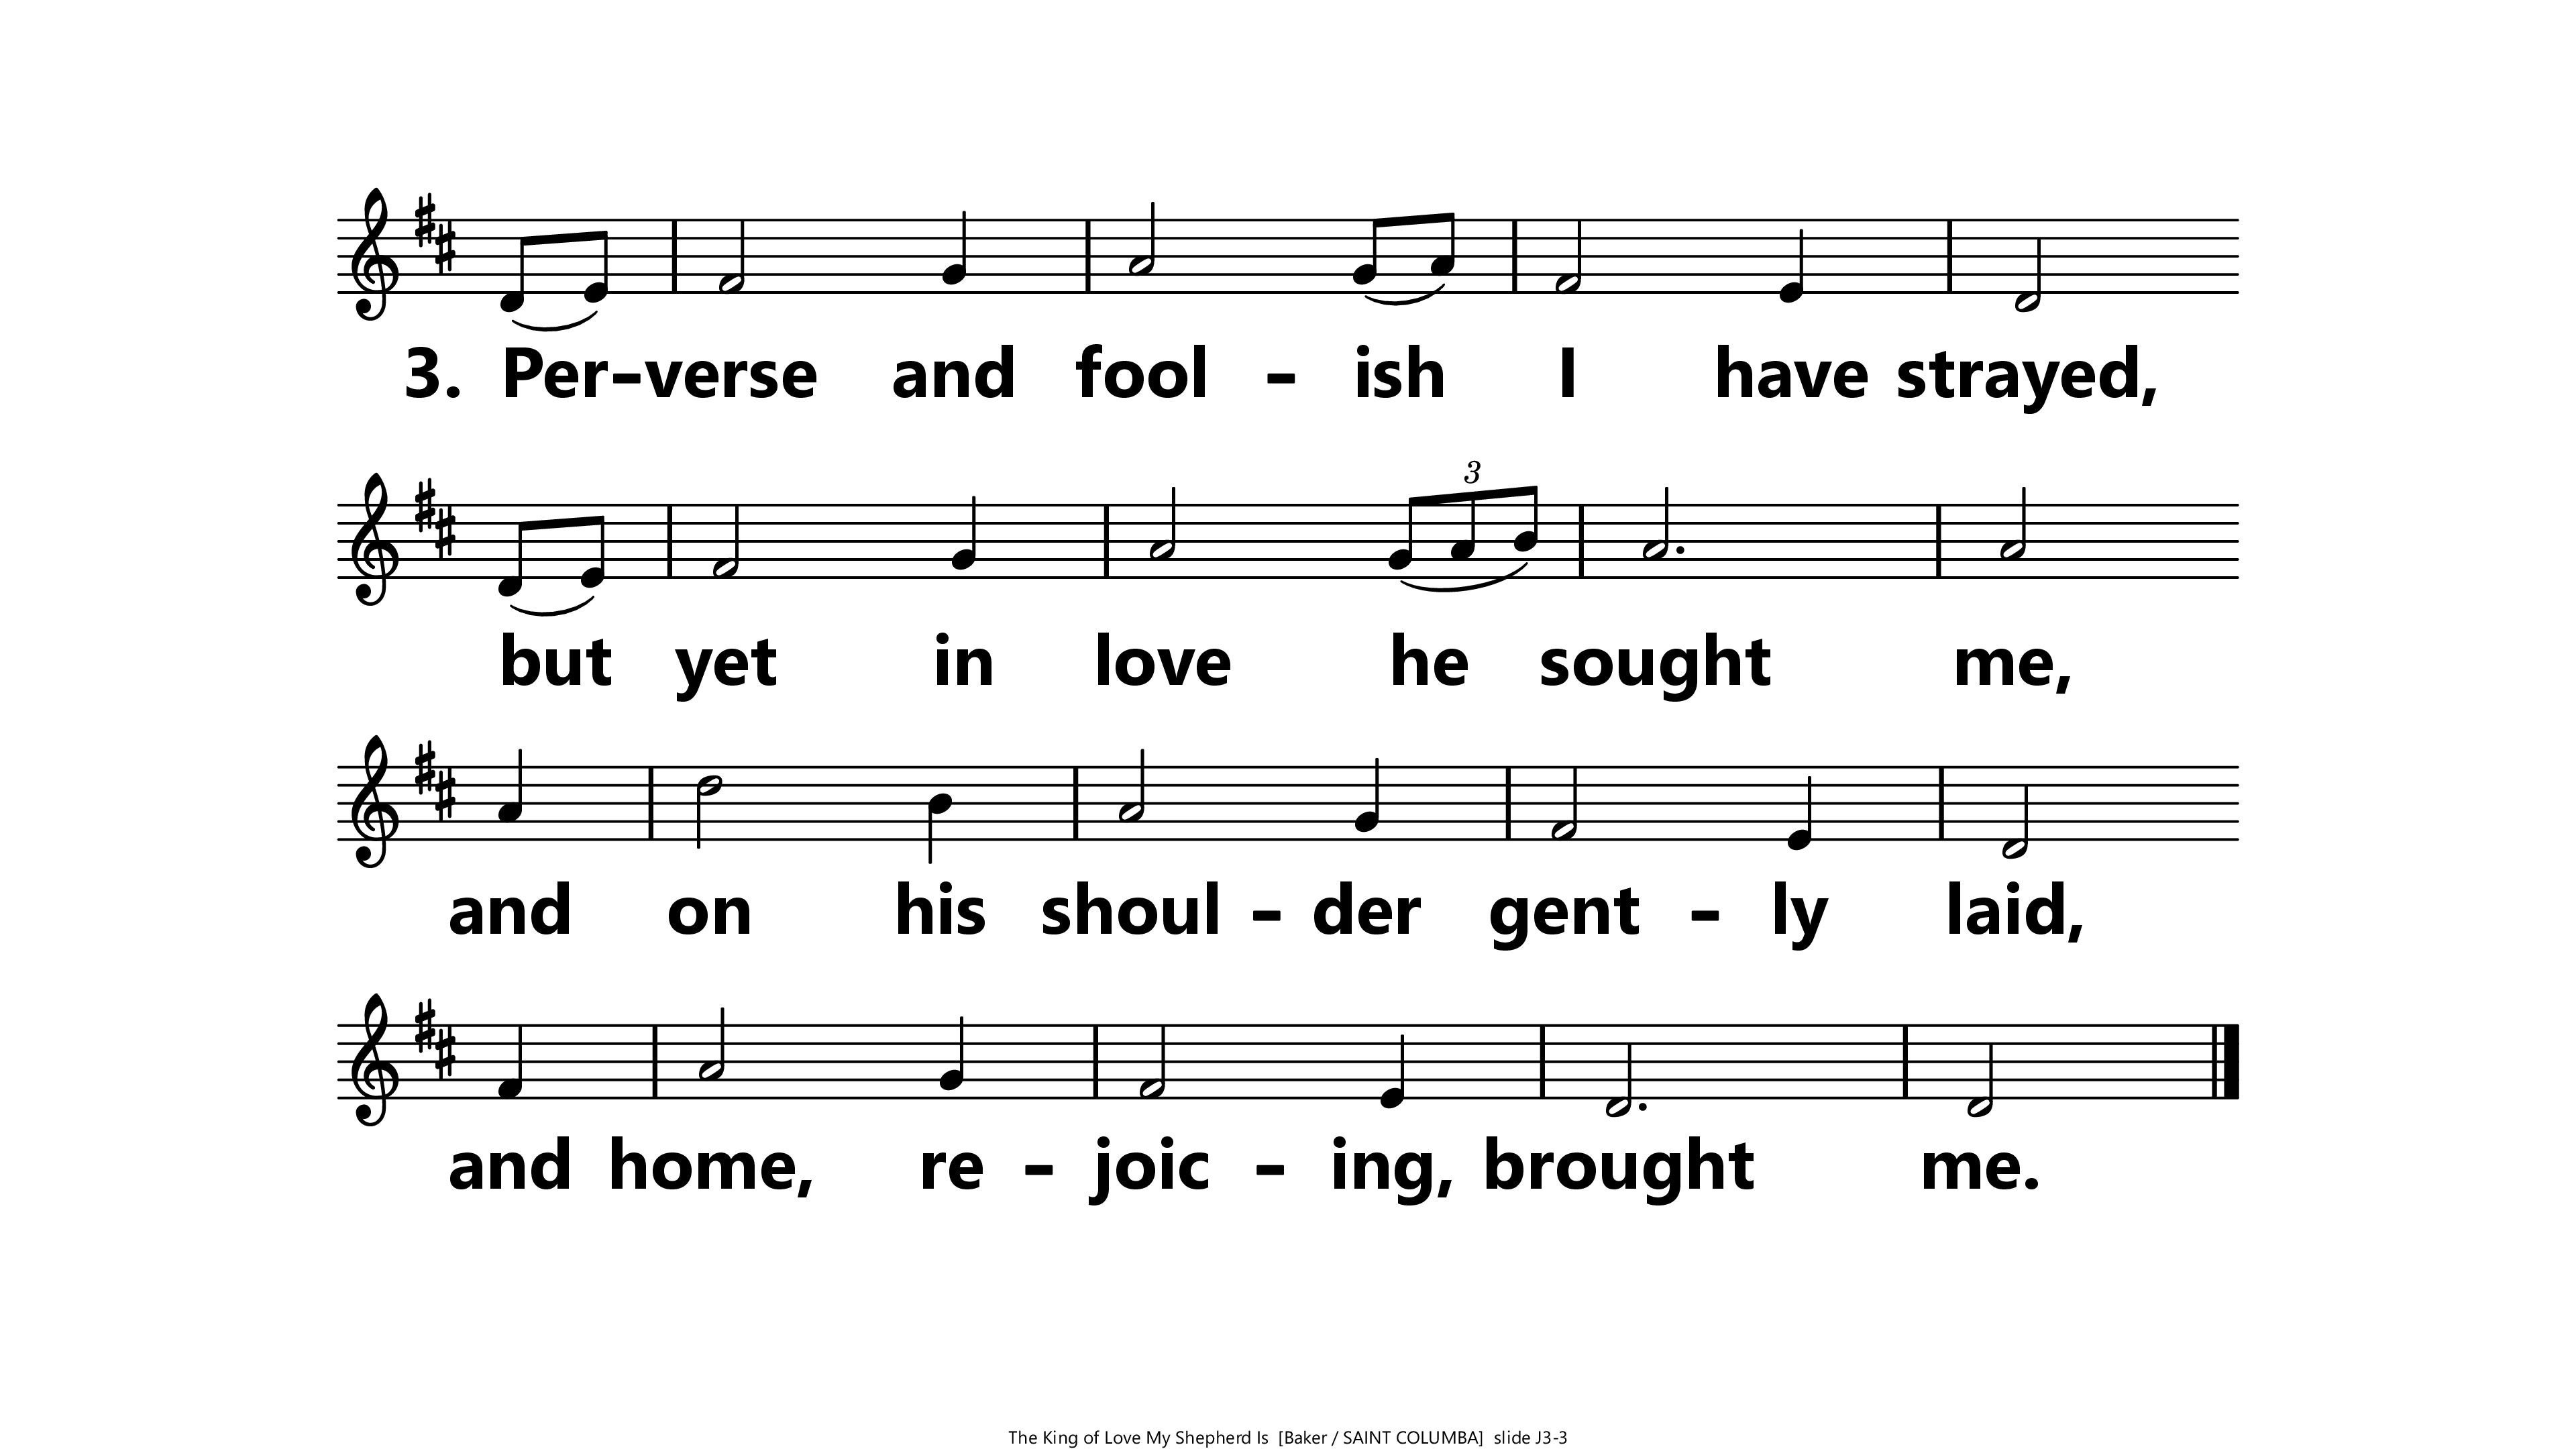 3. Per-verse and fool - ish I have strayed,
3
but yet in love he sought me,
and on his shoul - der gent - ly laid,
and home, re - joic - ing, brought me.
The King of Love My Shepherd Is [Baker / SAINT COLUMBA] slide J3-3